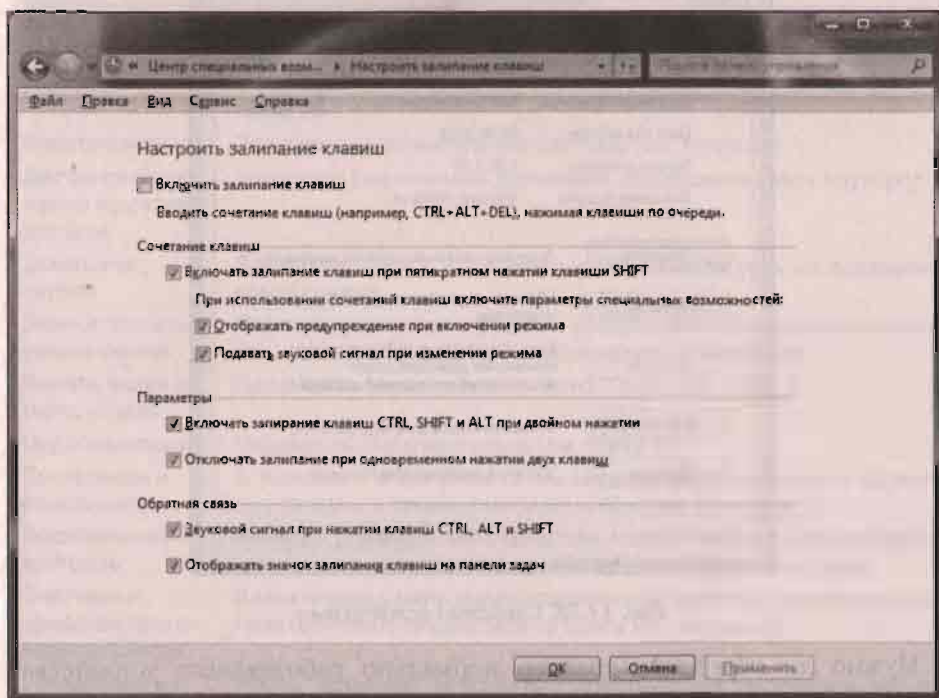 Центр специальных возм... Настроить залипание клавиш
Файл Правка Вид Сервис Справка
Настроить залипание клавиш
Включить залипание клавиш
Вводить сочетание клавиш (например, CTRL+ALT+DEL), нажимая клавиши по очереди.
Сочетание клавиш
Включать залипание клавиш при пятикратном нажатии клавиши SHIFT
При использовании сочетаний клавиш включить параметры специальных возможностей:
Отображать предупреждение при включении режима
Подавать звуковой сигнал при изменении режима
Параметры
Включать запирание клавиш CTRL, SHIFT и ALT при двойном нажатии
Отключать залипание при одновременном нажатии двух клавиш
Обратная связь
Звуковой сигнал при нажатии клавиш CTRL, ALT и SHIFT
Отображать значок залипания клавиш на панели задач
OK Отмена Применить